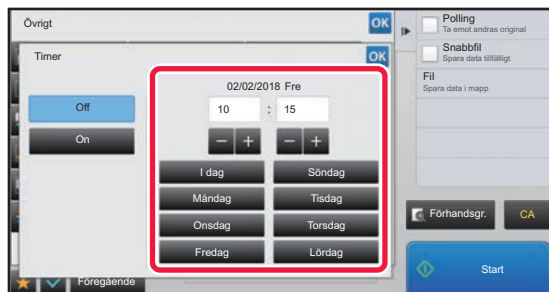 Övrigt
OK
Timer
OK
02/02/2018 Fre
Off
10 : 15
On
− +
− +
I dag
Söndag
Måndag
Tisdag
Onsdag
Torsdag
Fredag
Lördag
Föregående
Polling
Ta emot andras original
Snabbfil
Spara data tillfälligt
Fil
Spara data i mapp
Förhandsgr.
CA
Start